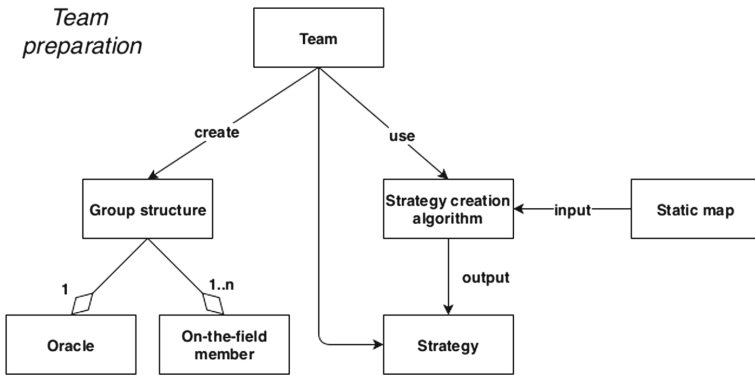 Team
preparation
Team
create
use
Group structure
Strategy creation
algorithm
input
Static map
output
1
1..n
Oracle
On-the-field
member
Strategy